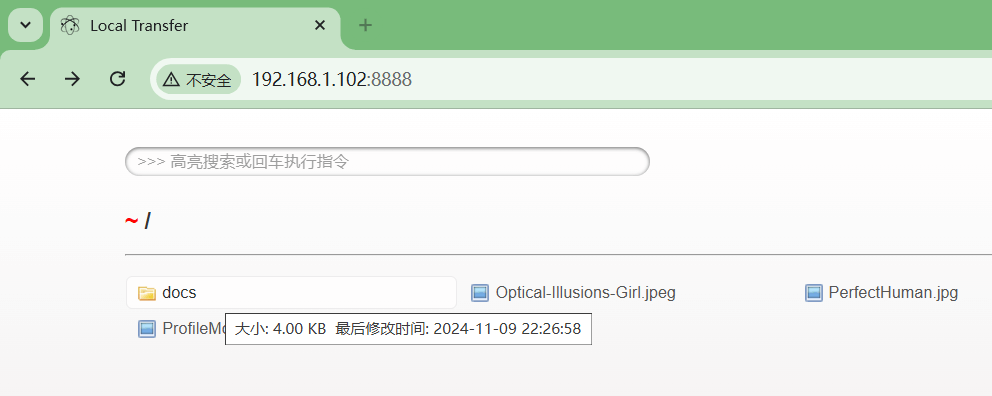 Local Transfer
不安全 192.168.1.102:8888
>>> 高亮搜索或回车执行指令
~ /
docs Optical-Illusions-Girl.jpeg PerfectHuman.jpg
大小: 4.00 KB 最后修改时间: 2024-11-09 22:26:58